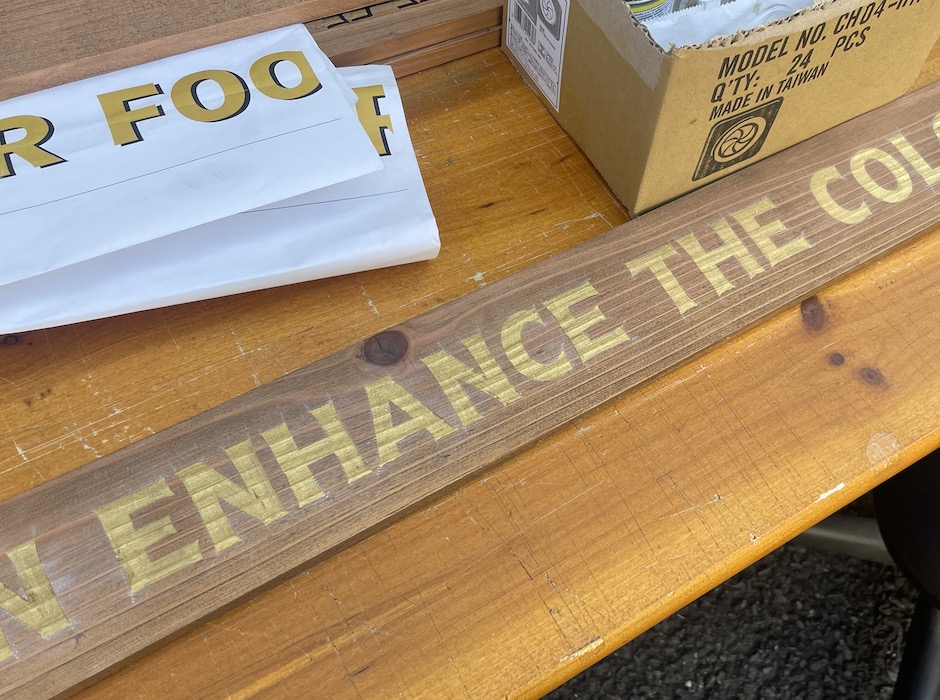 R FOO
F
MODEL NO. CH04-
Q'TY: 24 PCS
MADE IN TAIWAN
N ENHANCE THE COL